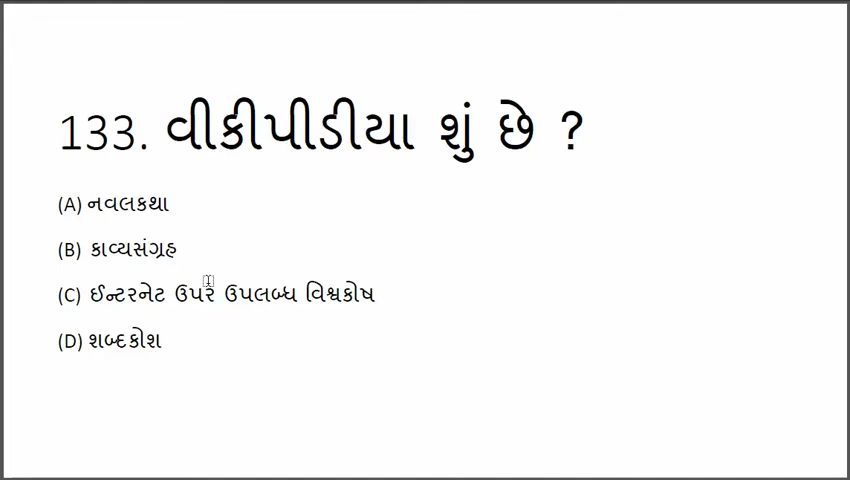 133. વીકીપીડીયા શું છે ?
(A) નવલકથા
(B) કાવ્યસંગ્રહ
(C) ઈન્ટરનેટ ઉપર ઉપલબ્ધ વિશ્વકોષ
(D) શબ્દકોશ